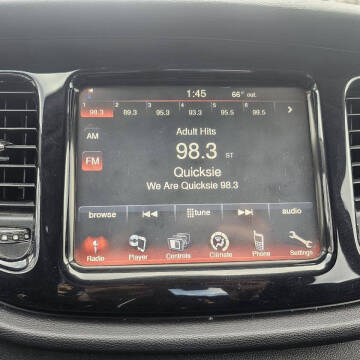 1:45 66° out.
1 2 3 4 5 6
98.3 99.3 95.3 93.3 95.5 99.5 >
Adult Hits
AM
98.3 ST
FM
Quicksie
We Are Quicksie 98.3
browse tune audio
Radio Player Controls Climate Phone Settings